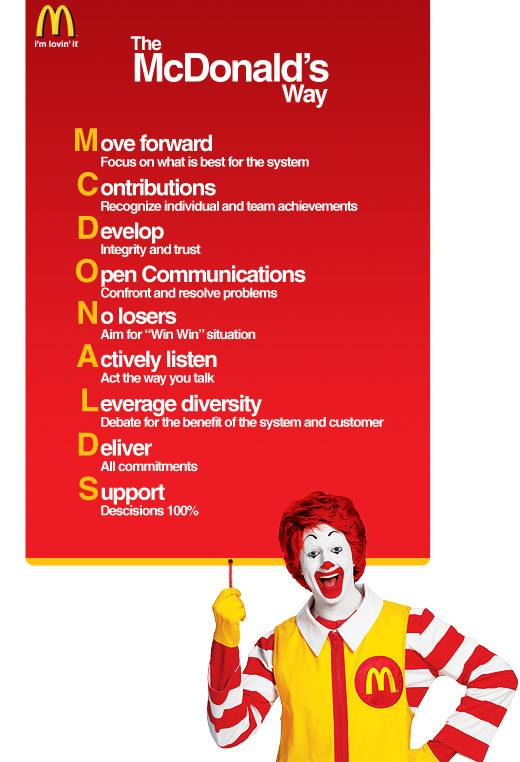 i'm lovin' it
The
McDonald's
Way
Move forward
Focus on what is best for the system
Contributions
Recognize individual and team achievements
Develop
Integrity and trust
Open Communications
Confront and resolve problems
No losers
Aim for “Win Win” situation
Actively listen
Act the way you talk
Leverage diversity
Debate for the benefit of the system and customer
Deliver
All commitments
Support
Descisions 100%